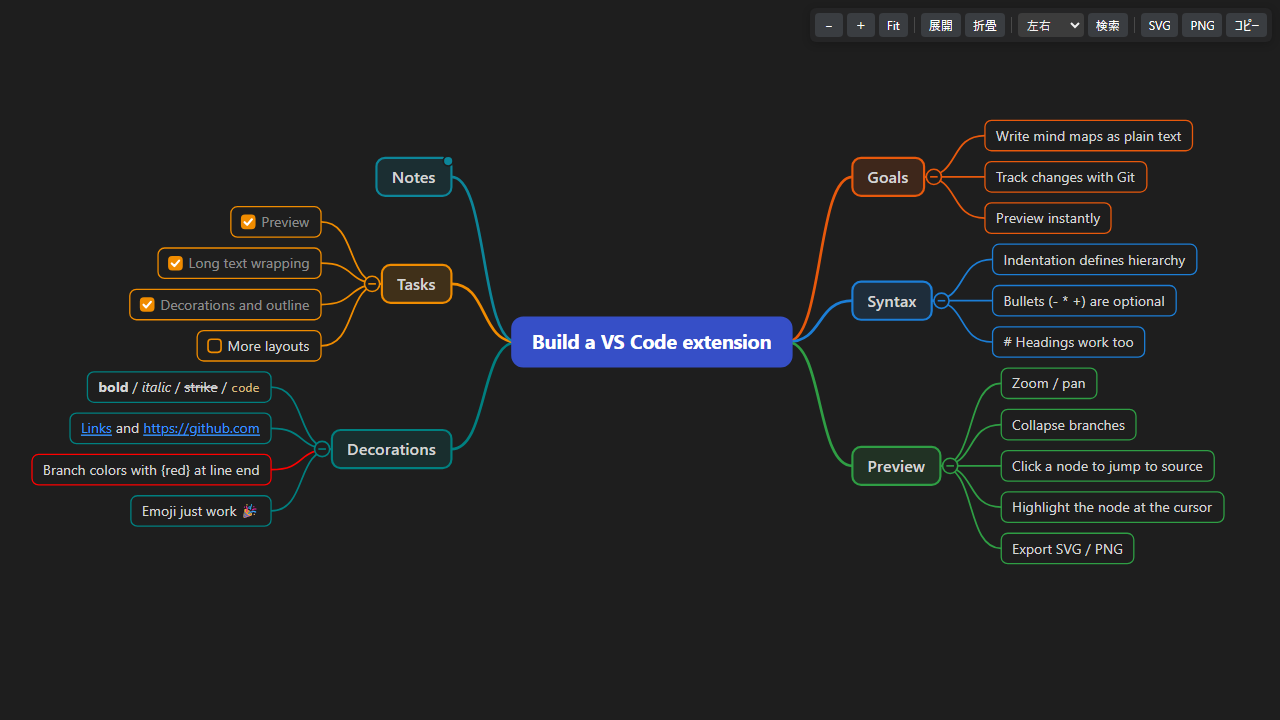 − + Fit 展開 折畳 左右 検索 SVG PNG コピー
Build a VS Code extension
Goals
Write mind maps as plain text
Track changes with Git
Preview instantly
Syntax
Indentation defines hierarchy
Bullets (- * +) are optional
# Headings work too
Preview
Zoom / pan
Collapse branches
Click a node to jump to source
Highlight the node at the cursor
Export SVG / PNG
Notes
Tasks
Preview
Long text wrapping
Decorations and outline
More layouts
Decorations
bold / italic / strike / code
Links and https://github.com
Branch colors with {red} at line end
Emoji just work 🎉